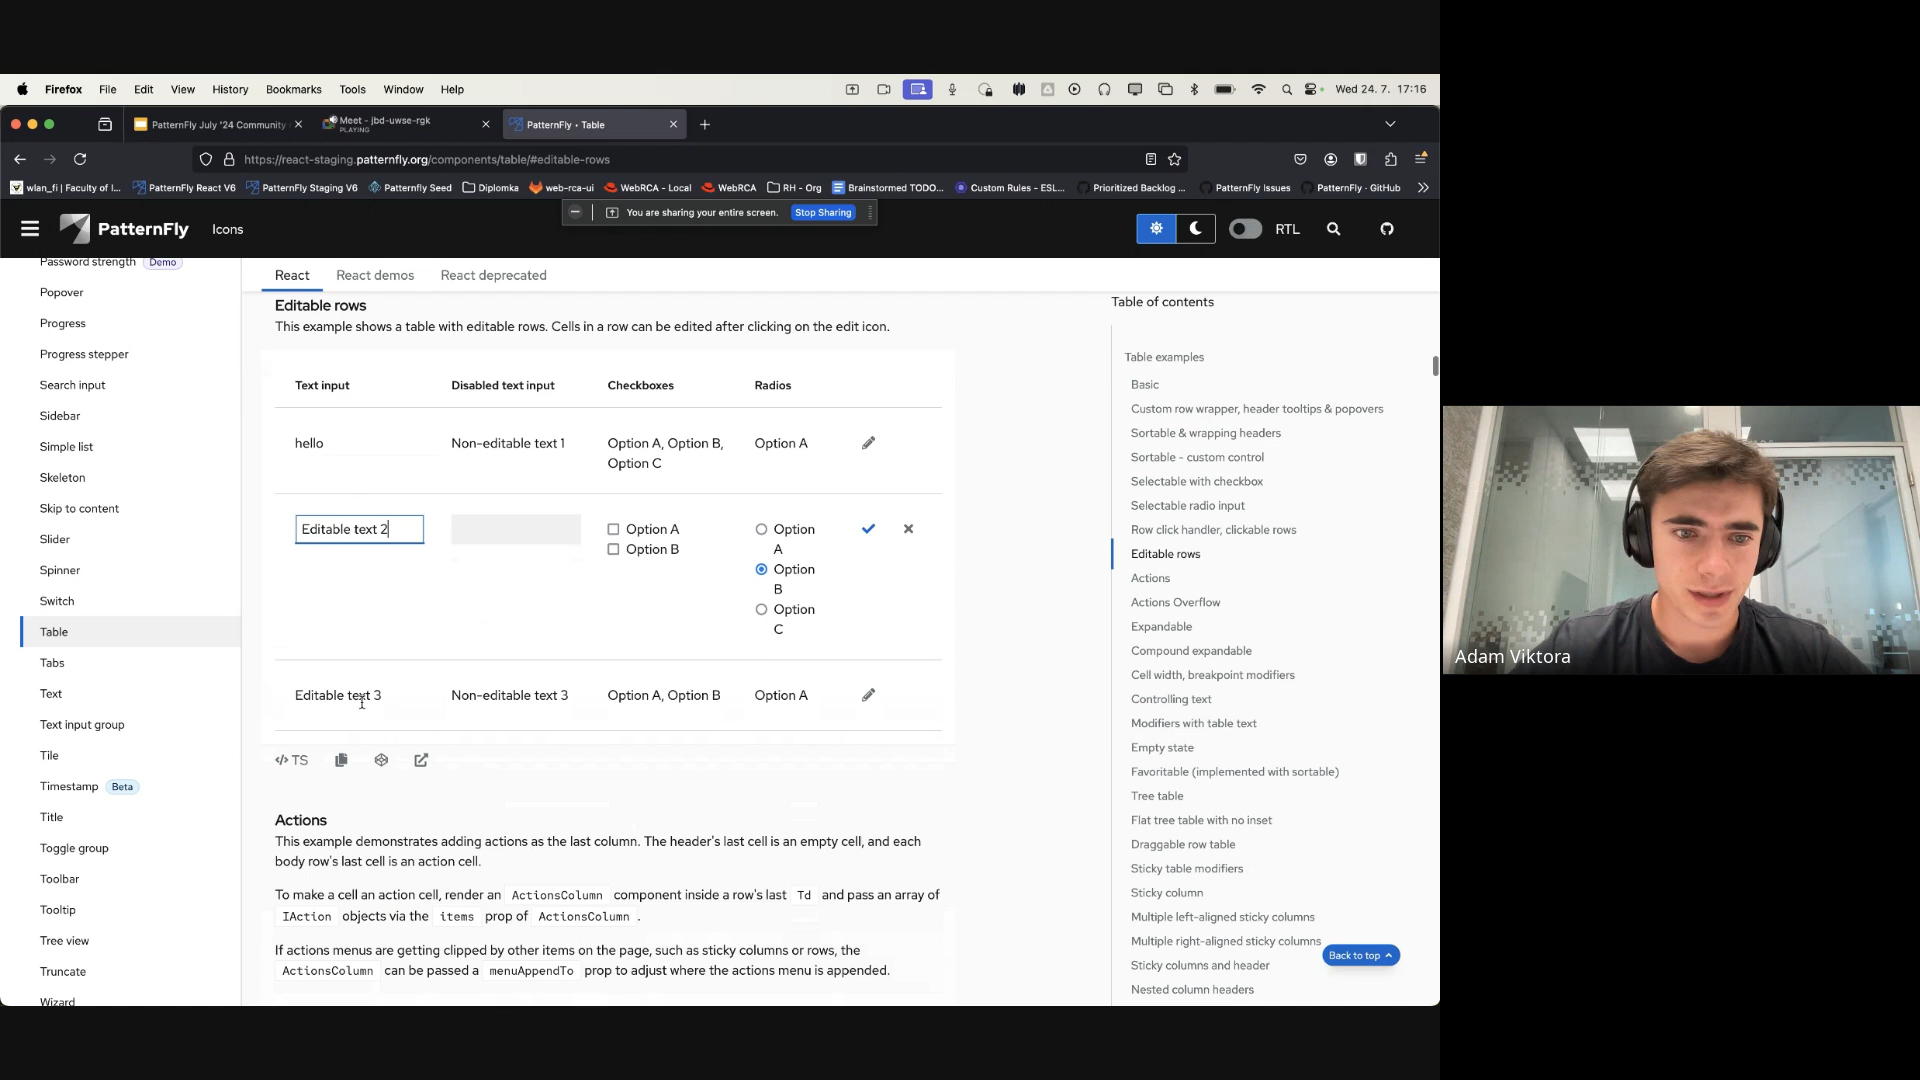 Firefox File Edit View History Bookmarks Tools Window Help Wed 24. 7. 17:16
PatternFly July '24 Community
Meet - jbd-uwse-rgk
PLAYING
PatternFly • Table
https://react-staging.patternfly.org/components/table/#editable-rows
wlan_fi | Faculty of I... PatternFly React V6 PatternFly Staging V6 Patternfly Seed Diplomka web-rca-ui WebRCA - Local WebRCA RH - Org Brainstormed TODO... Custom Rules - ESL... Prioritized Backlog ... PatternFly Issues PatternFly · GitHub
You are sharing your entire screen. Stop Sharing
PatternFly Icons RTL
Password strength Demo
Popover
Progress
Progress stepper
Search input
Sidebar
Simple list
Skeleton
Skip to content
Slider
Spinner
Switch
Table
Tabs
Text
Text input group
Tile
Timestamp Beta
Title
Toggle group
Toolbar
Tooltip
Tree view
Truncate
Wizard
React React demos React deprecated
Editable rows
This example shows a table with editable rows. Cells in a row can be edited after clicking on the edit icon.
Text input Disabled text input Checkboxes Radios
hello Non-editable text 1 Option A, Option B, Option A
Option C
Editable text 2 Option A Option
Option B A
Option
B
Option
C
Editable text 3 Non-editable text 3 Option A, Option B Option A
</> TS
Actions
This example demonstrates adding actions as the last column. The header's last cell is an empty cell, and each
body row's last cell is an action cell.
To make a cell an action cell, render an ActionsColumn component inside a row's last Td and pass an array of
IAction objects via the items prop of ActionsColumn .
If actions menus are getting clipped by other items on the page, such as sticky columns or rows, the
ActionsColumn can be passed a menuAppendTo prop to adjust where the actions menu is appended.
Table of contents
Table examples
Basic
Custom row wrapper, header tooltips & popovers
Sortable & wrapping headers
Sortable - custom control
Selectable with checkbox
Selectable radio input
Row click handler, clickable rows
Editable rows
Actions
Actions Overflow
Expandable
Compound expandable
Cell width, breakpoint modifiers
Controlling text
Modifiers with table text
Empty state
Favoritable (implemented with sortable)
Tree table
Flat tree table with no inset
Draggable row table
Sticky table modifiers
Sticky column
Multiple left-aligned sticky columns
Multiple right-aligned sticky columns
Sticky columns and header
Nested column headers
Back to top
Adam Viktora